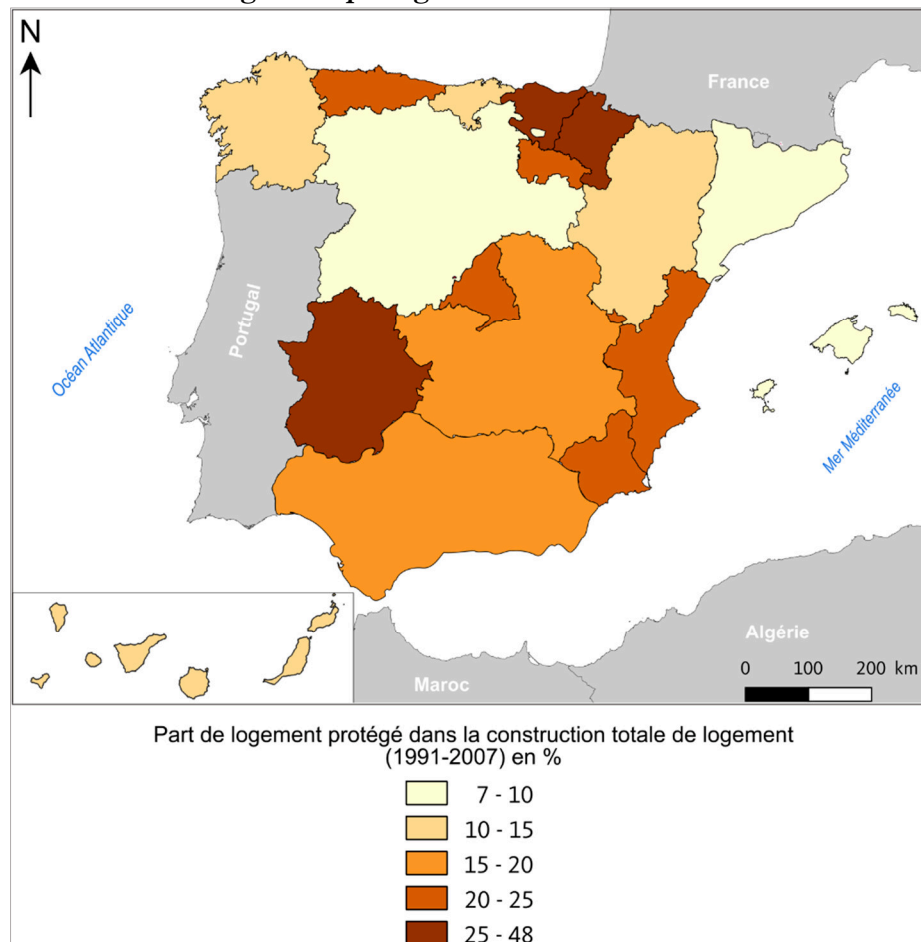 N
France
Portugal
Océan Atlantique
Mer Méditerranée
Algérie
0 100 200 km
Maroc
Part de logement protégé dans la construction totale de logement
(1991-2007) en %
7 - 10
10 - 15
15 - 20
20 - 25
25 - 48